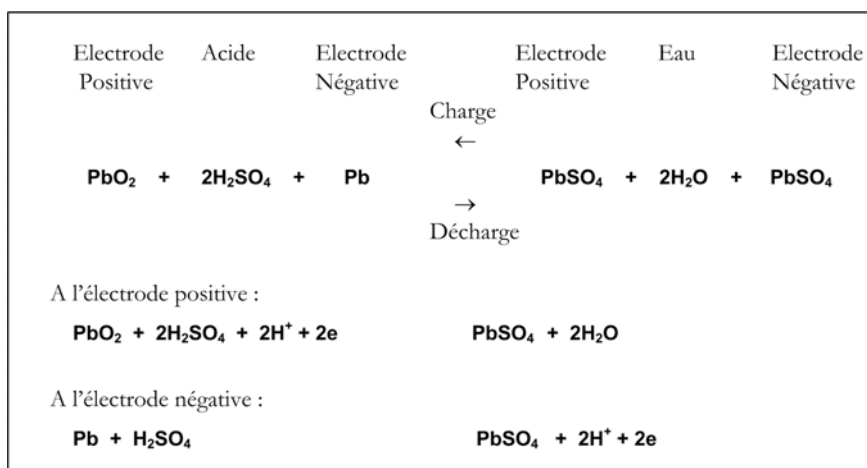 Electrode Acide Electrode Electrode Eau Electrode
Positive Négative Positive Négative
Charge
←
PbO₂ + 2H₂SO₄ + Pb PbSO₄ + 2H₂O + PbSO₄
→
Décharge
A l'électrode positive :
PbO₂ + 2H₂SO₄ + 2H⁺ + 2e PbSO₄ + 2H₂O
A l'électrode négative :
Pb + H₂SO₄ PbSO₄ + 2H⁺ + 2e